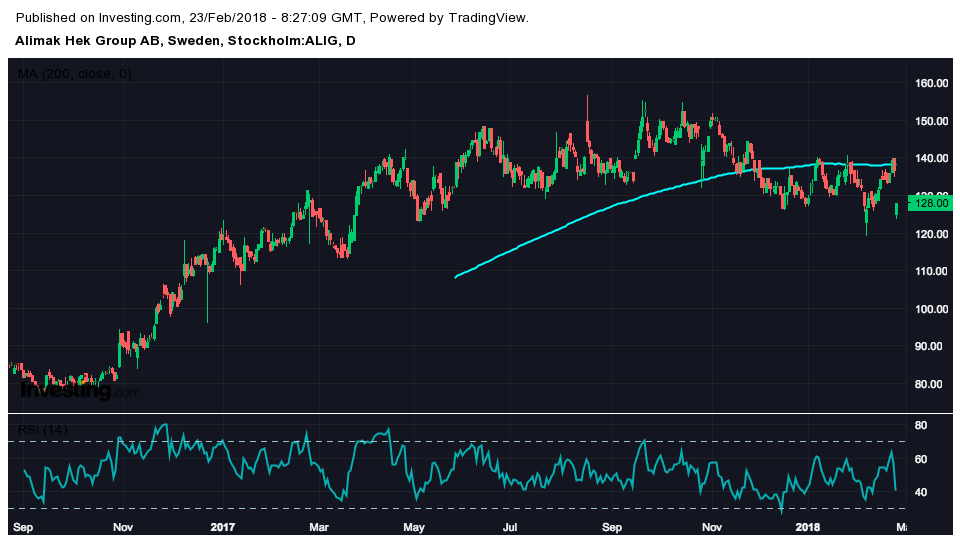 Published on Investing.com, 23/Feb/2018 - 8:27:09 GMT, Powered by TradingView.
Alimak Hek Group AB, Sweden, Stockholm:ALIG, D
MA (200, close, 0)
160.00
150.00
140.00
130.00
128.00
120.00
110.00
100.00
90.00
80.00
Investing.com
RSI (14)
80
60
40
Sep Nov 2017 Mar May Jul Sep Nov 2018 Ma